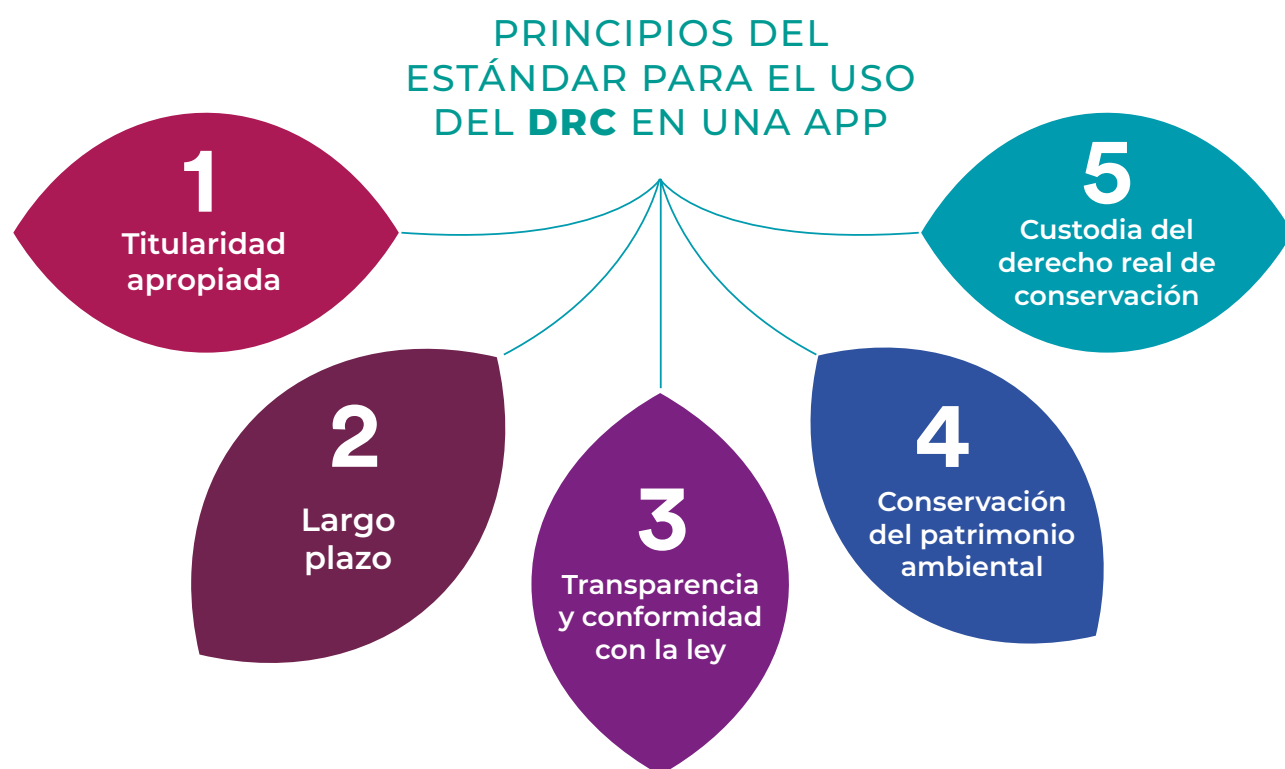 PRINCIPIOS DEL
ESTÁNDAR PARA EL USO
DEL DRC EN UNA APP
1
Titularidad
apropiada
2
Largo
plazo
3
Transparencia
y conformidad
con la ley
4
Conservación
del patrimonio
ambiental
5
Custodia del
derecho real de
conservación